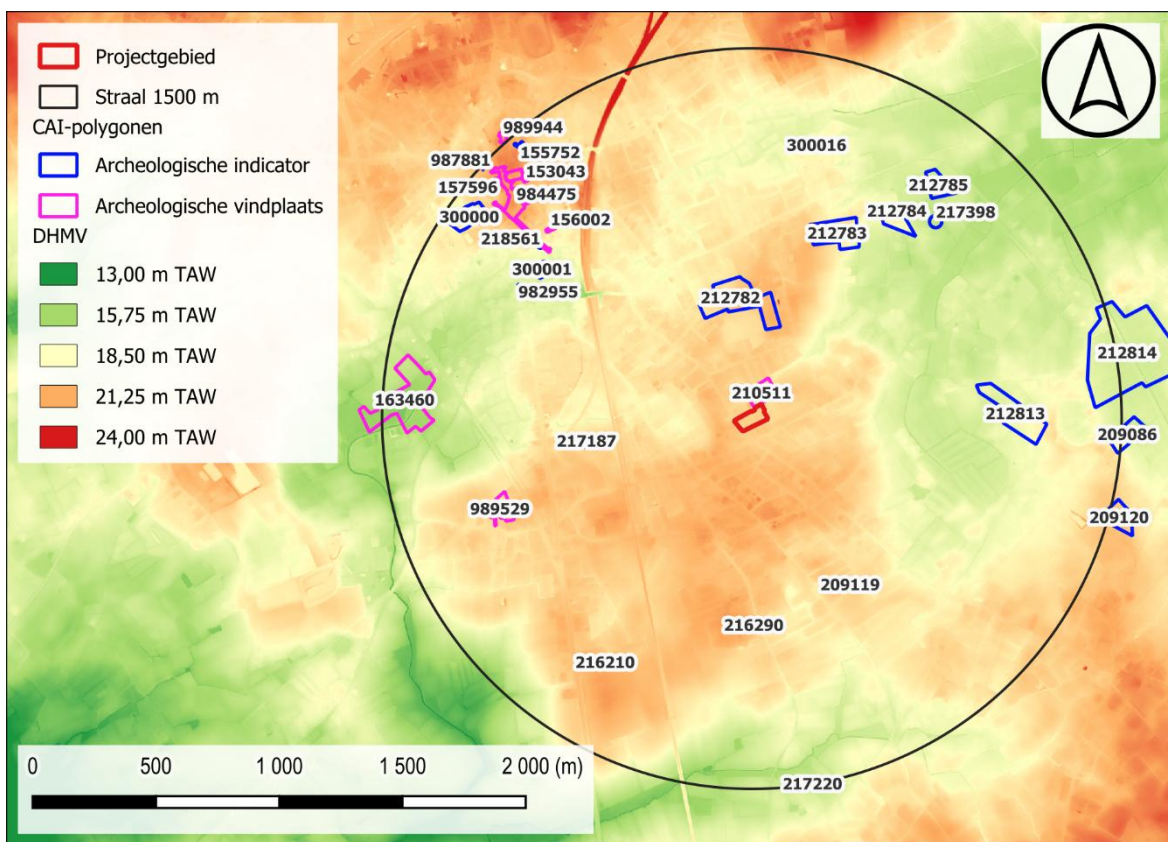 Projectgebied
Straal 1500 m
CAI-polygonen
Archeologische indicator
Archeologische vindplaats
DHMV
13,00 m TAW
15,75 m TAW
18,50 m TAW
21,25 m TAW
24,00 m TAW
989944
155752
987881
153043
157596
984475
300000
156002
218561
300001
982955
300016
212785
212784
217398
212783
212782
212814
163460
210511
212813
209086
217187
989529
209120
209119
216290
216210
217220
0 500 1 000 1 500 2 000 (m)